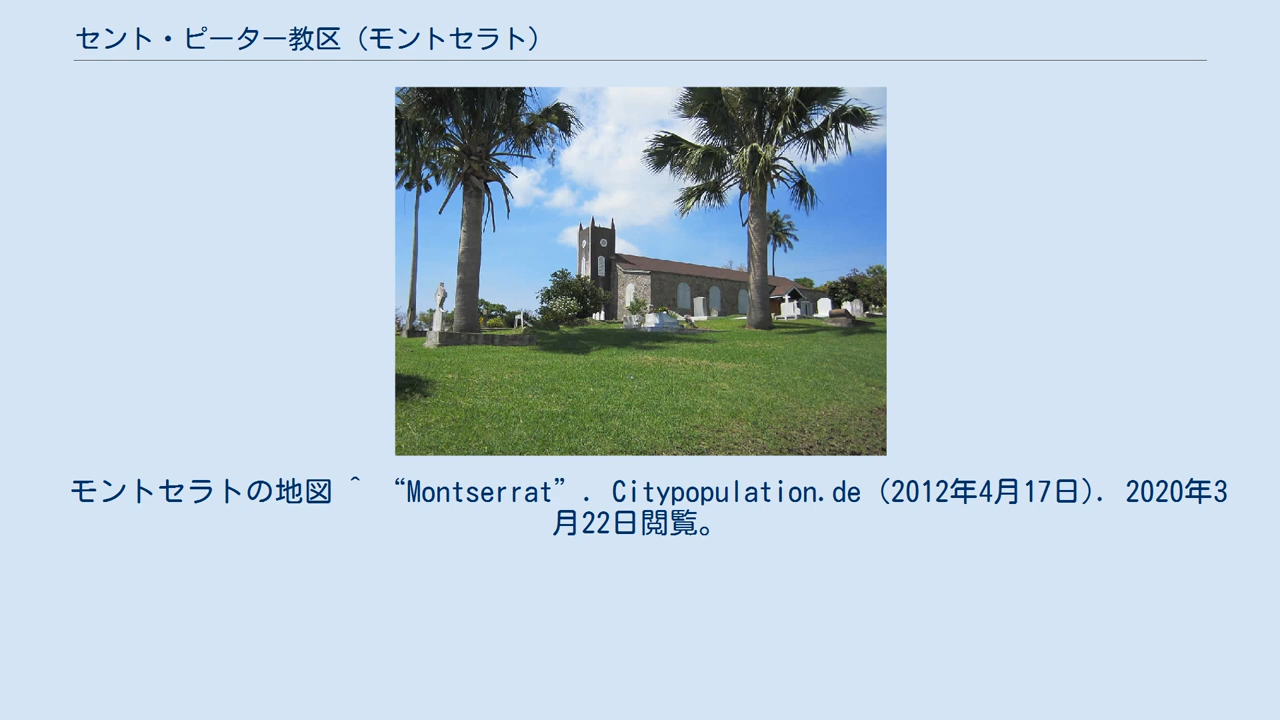 セント・ピーター教区（モントセラト）
モントセラトの地図 ^ “Montserrat”. Citypopulation.de (2012年4月17日). 2020年3
月22日閲覧。